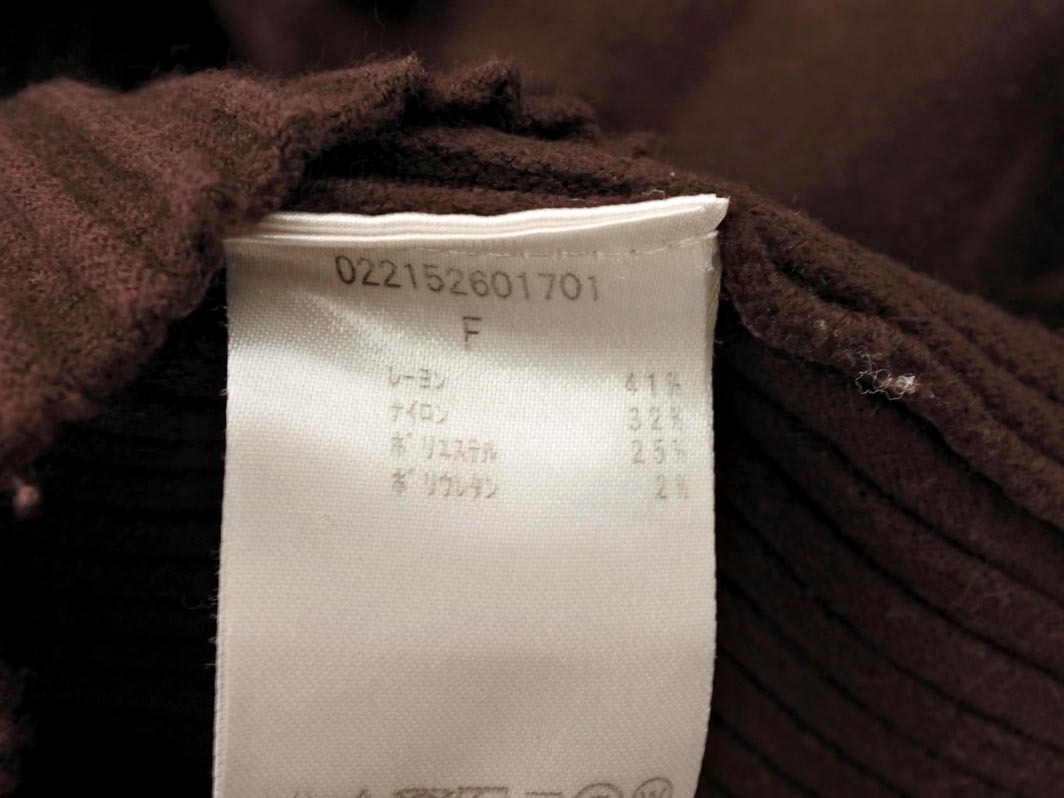 022152601701
F
レーヨン 41%
ナイロン 32%
ポリエステル 25%
ポリウレタン 2%